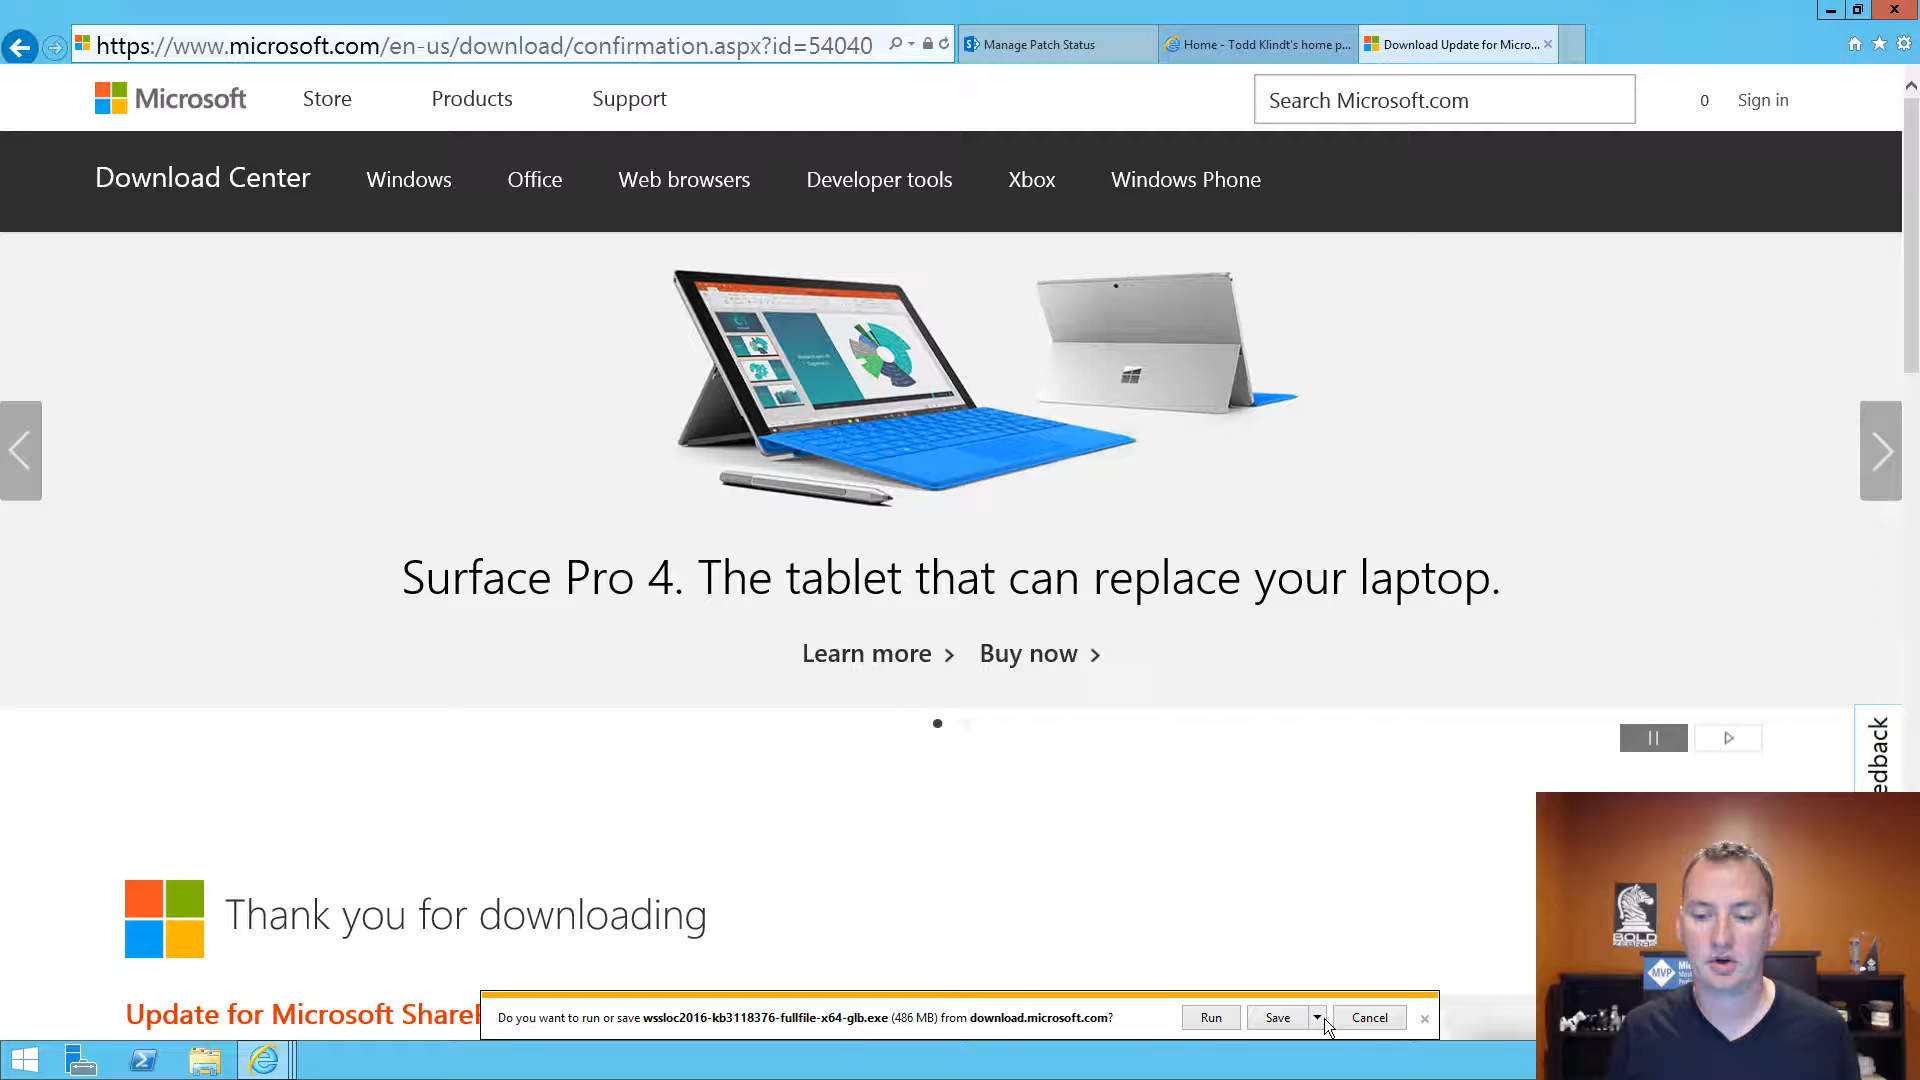 https://www.microsoft.com/en-us/download/confirmation.aspx?id=54040
Manage Patch Status
Home - Todd Klindt's home p...
Download Update for Micro...
Microsoft
Store
Products
Support
Search Microsoft.com
0
Sign in
Download Center
Windows
Office
Web browsers
Developer tools
Xbox
Windows Phone
Surface Pro 4. The tablet that can replace your laptop.
Learn more
Buy now
edback
Thank you for downloading
Update for Microsoft Share
Do you want to run or save wssloc2016-kb3118376-fullfile-x64-glb.exe (486 MB) from download.microsoft.com?
Run
Save
Cancel
BOLD
MVP